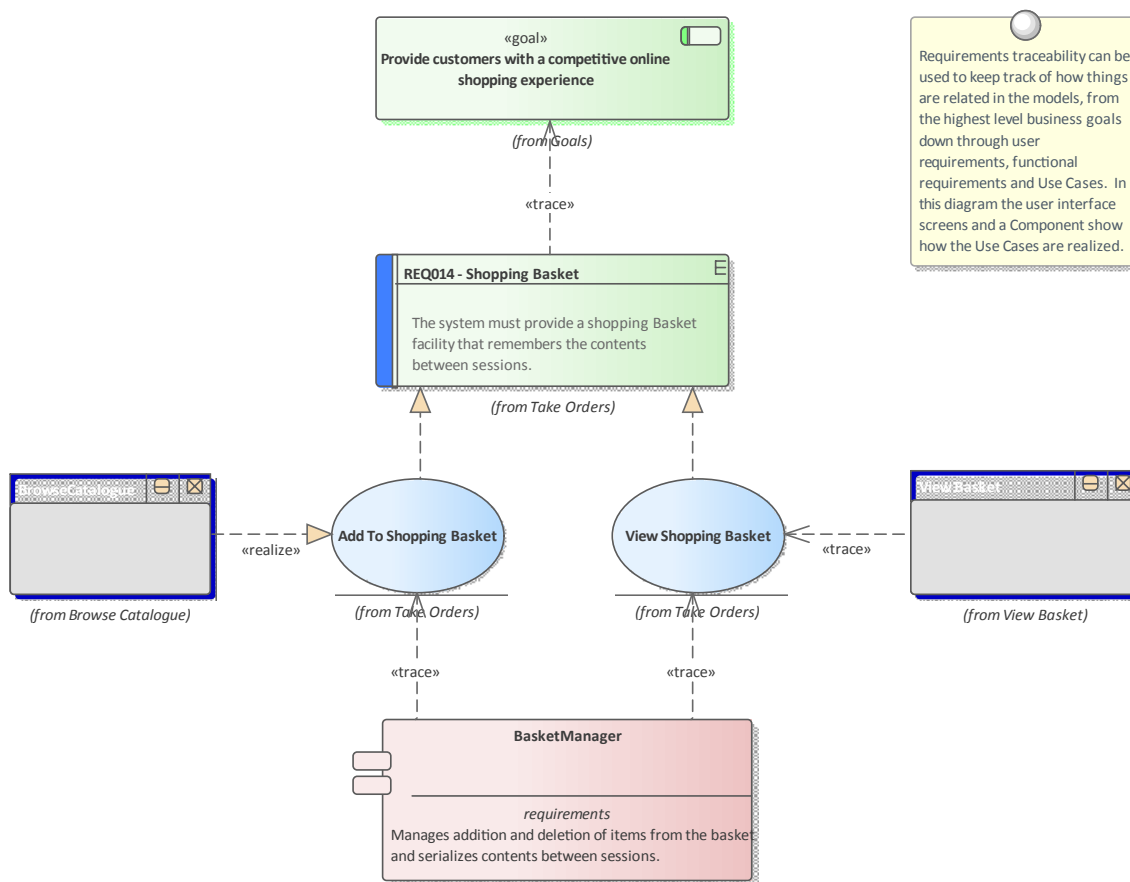 «goal»
Provide customers with a competitive online
shopping experience
(from Goals)
Requirements traceability can be
used to keep track of how things
are related in the models, from
the highest level business goals
down through user
requirements, functional
requirements and Use Cases.  In
this diagram the user interface
screens and a Component show
how the Use Cases are realized.
«trace»
REQ014 - Shopping Basket
E
The system must provide a shopping Basket
facility that remembers the contents
between sessions.
(from Take Orders)
BrowseCatalogue
(from Browse Catalogue)
«realize»
Add To Shopping Basket
(from Take Orders)
View Shopping Basket
(from Take Orders)
«trace»
View Basket
(from View Basket)
«trace»
«trace»
BasketManager
requirements
Manages addition and deletion of items from the basket
and serializes contents between sessions.